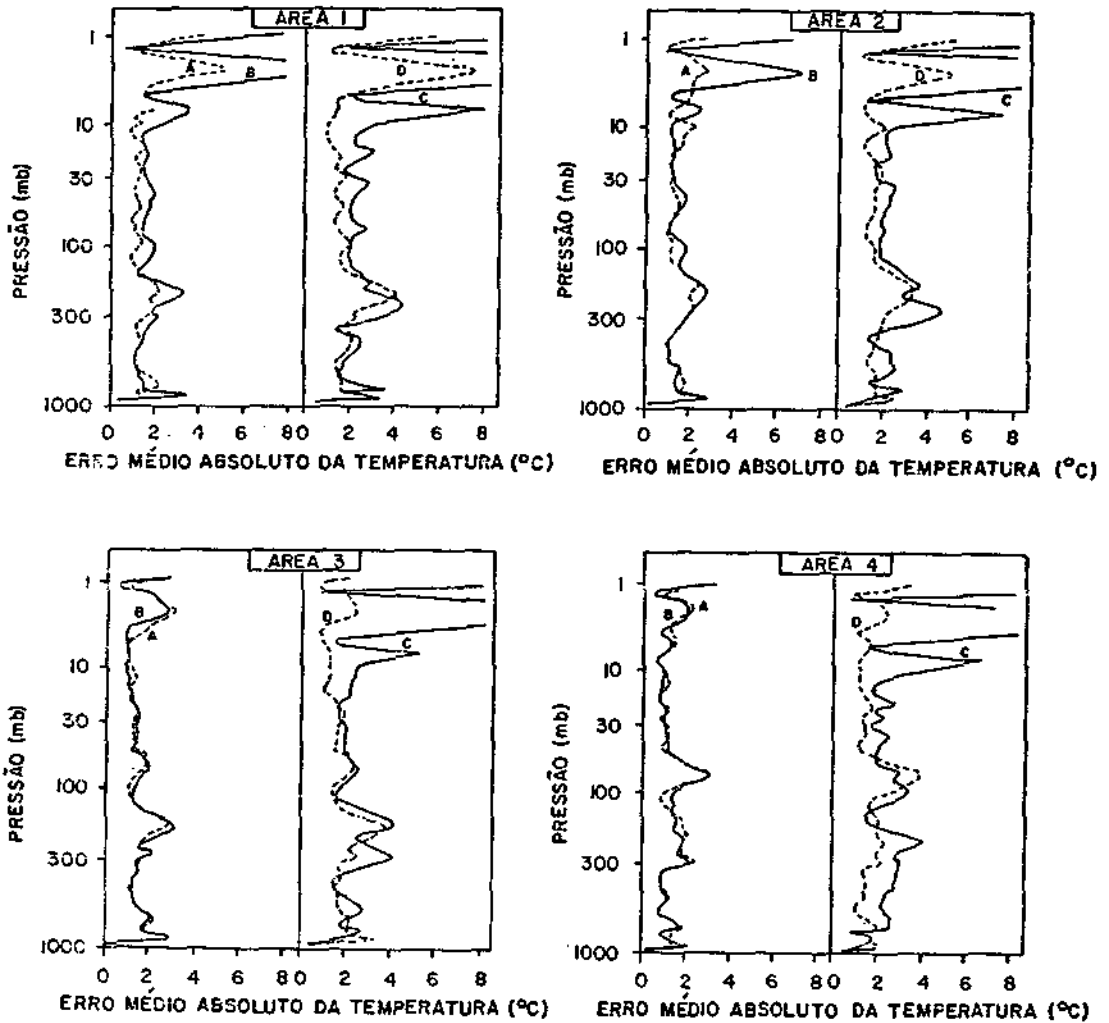 AREA 1
1
10
30
100
300
1000
PRESSÃO (mb)
A
B
D
C
0 2 4 6 8 0 2 4 6 8
ERRO MÉDIO ABSOLUTO DA TEMPERATURA (°C)
AREA 2
1
10
30
100
300
1000
PRESSÃO (mb)
A
B
D
C
0 2 4 6 8 0 2 4 6 8
ERRO MÉDIO ABSOLUTO DA TEMPERATURA (°C)
AREA 3
1
10
30
100
300
1000
PRESSÃO (mb)
B
A
D
C
0 2 4 6 8 0 2 4 6 8
ERRO MÉDIO ABSOLUTO DA TEMPERATURA (°C)
AREA 4
1
10
30
100
300
1000
PRESSÃO (mb)
B
A
D
C
0 2 4 6 8 0 2 4 6 8
ERRO MÉDIO ABSOLUTO DA TEMPERATURA (°C)